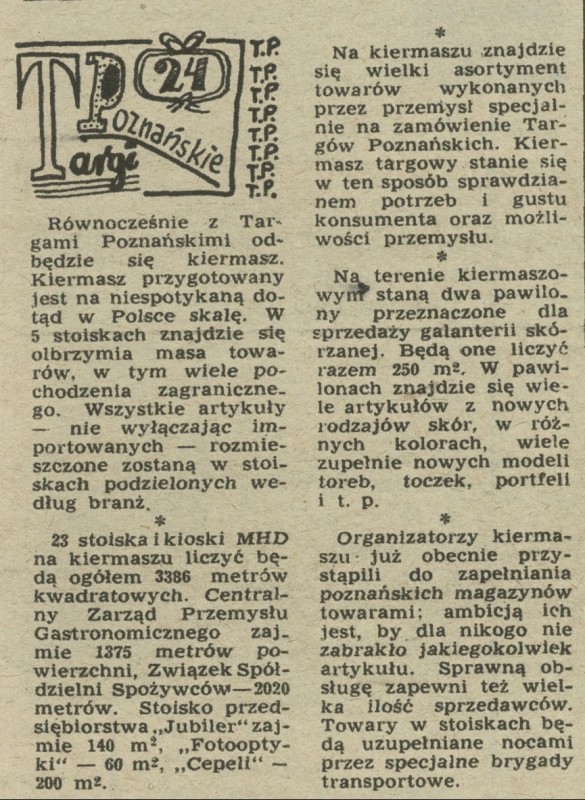 TP 24
Targi Poznańskie
T.P.
T.P.
T.P.
T.P.
T.P.
T.P.
T.P.
Równocześnie z Tar-
gami Poznańskimi od-
będzie się kiermasz.
Kiermasz przygotowany
jest na niespotykaną do-
tąd w Polsce skalę. W
5 stoiskach znajdzie się
olbrzymia masa towa-
rów, w tym wiele po-
chodzenia zagraniczne-
go. Wszystkie artykuły
— nie wyłączając im-
portowanych — rozmie-
szczone zostaną w stoi-
skach podzielonych we-
dług branż.
*
23 stoiska i kioski MHD
na kiermaszu liczyć bę-
dą ogółem 3386 metrów
kwadratowych. Central-
ny Zarząd Przemysłu
Gastronomicznego zaj-
mie 1375 metrów po-
wierzchni, Związek Spół-
dzielni Spożywców—2020
metrów. Stoisko przed-
siębiorstwa „Jubiler" zaj-
mie 140 m², „Fotoopty-
ki" — 60 m², „Cepeli" —
200 m².
*
Na kiermaszu znajdzie
się wielki asortyment
towarów wykonanych
przez przemysł specjal-
nie na zamówienie Tar-
gów Poznańskich. Kier-
masz targowy stanie się
w ten sposób sprawdzia-
nem potrzeb i gustu
konsumenta oraz możli-
wości przemysłu.
*
Na terenie kiermaszo-
wym staną dwa pawilo-
ny przeznaczone dla
sprzedaży galanterii skó-
rzanej. Będą one liczyć
razem 250 m². W pawi-
lonach znajdzie się wie-
le artykułów z nowych
rodzajów skór, w róż-
nych kolorach, wiele
zupełnie nowych modeli
toreb, toczek, portfeli
i t. p.
*
Organizatorzy kierma-
szu już obecnie przy-
stąpili do zapełniania
poznańskich magazynów
towarami; ambicją ich
jest, by dla nikogo nie
zabrakło jakiegokolwiek
artykułu. Sprawną ob-
sługę zapewni też wiel-
ka ilość sprzedawców.
Towary w stoiskach bę-
dą uzupełniane nocami
przez specjalne brygady
transportowe.